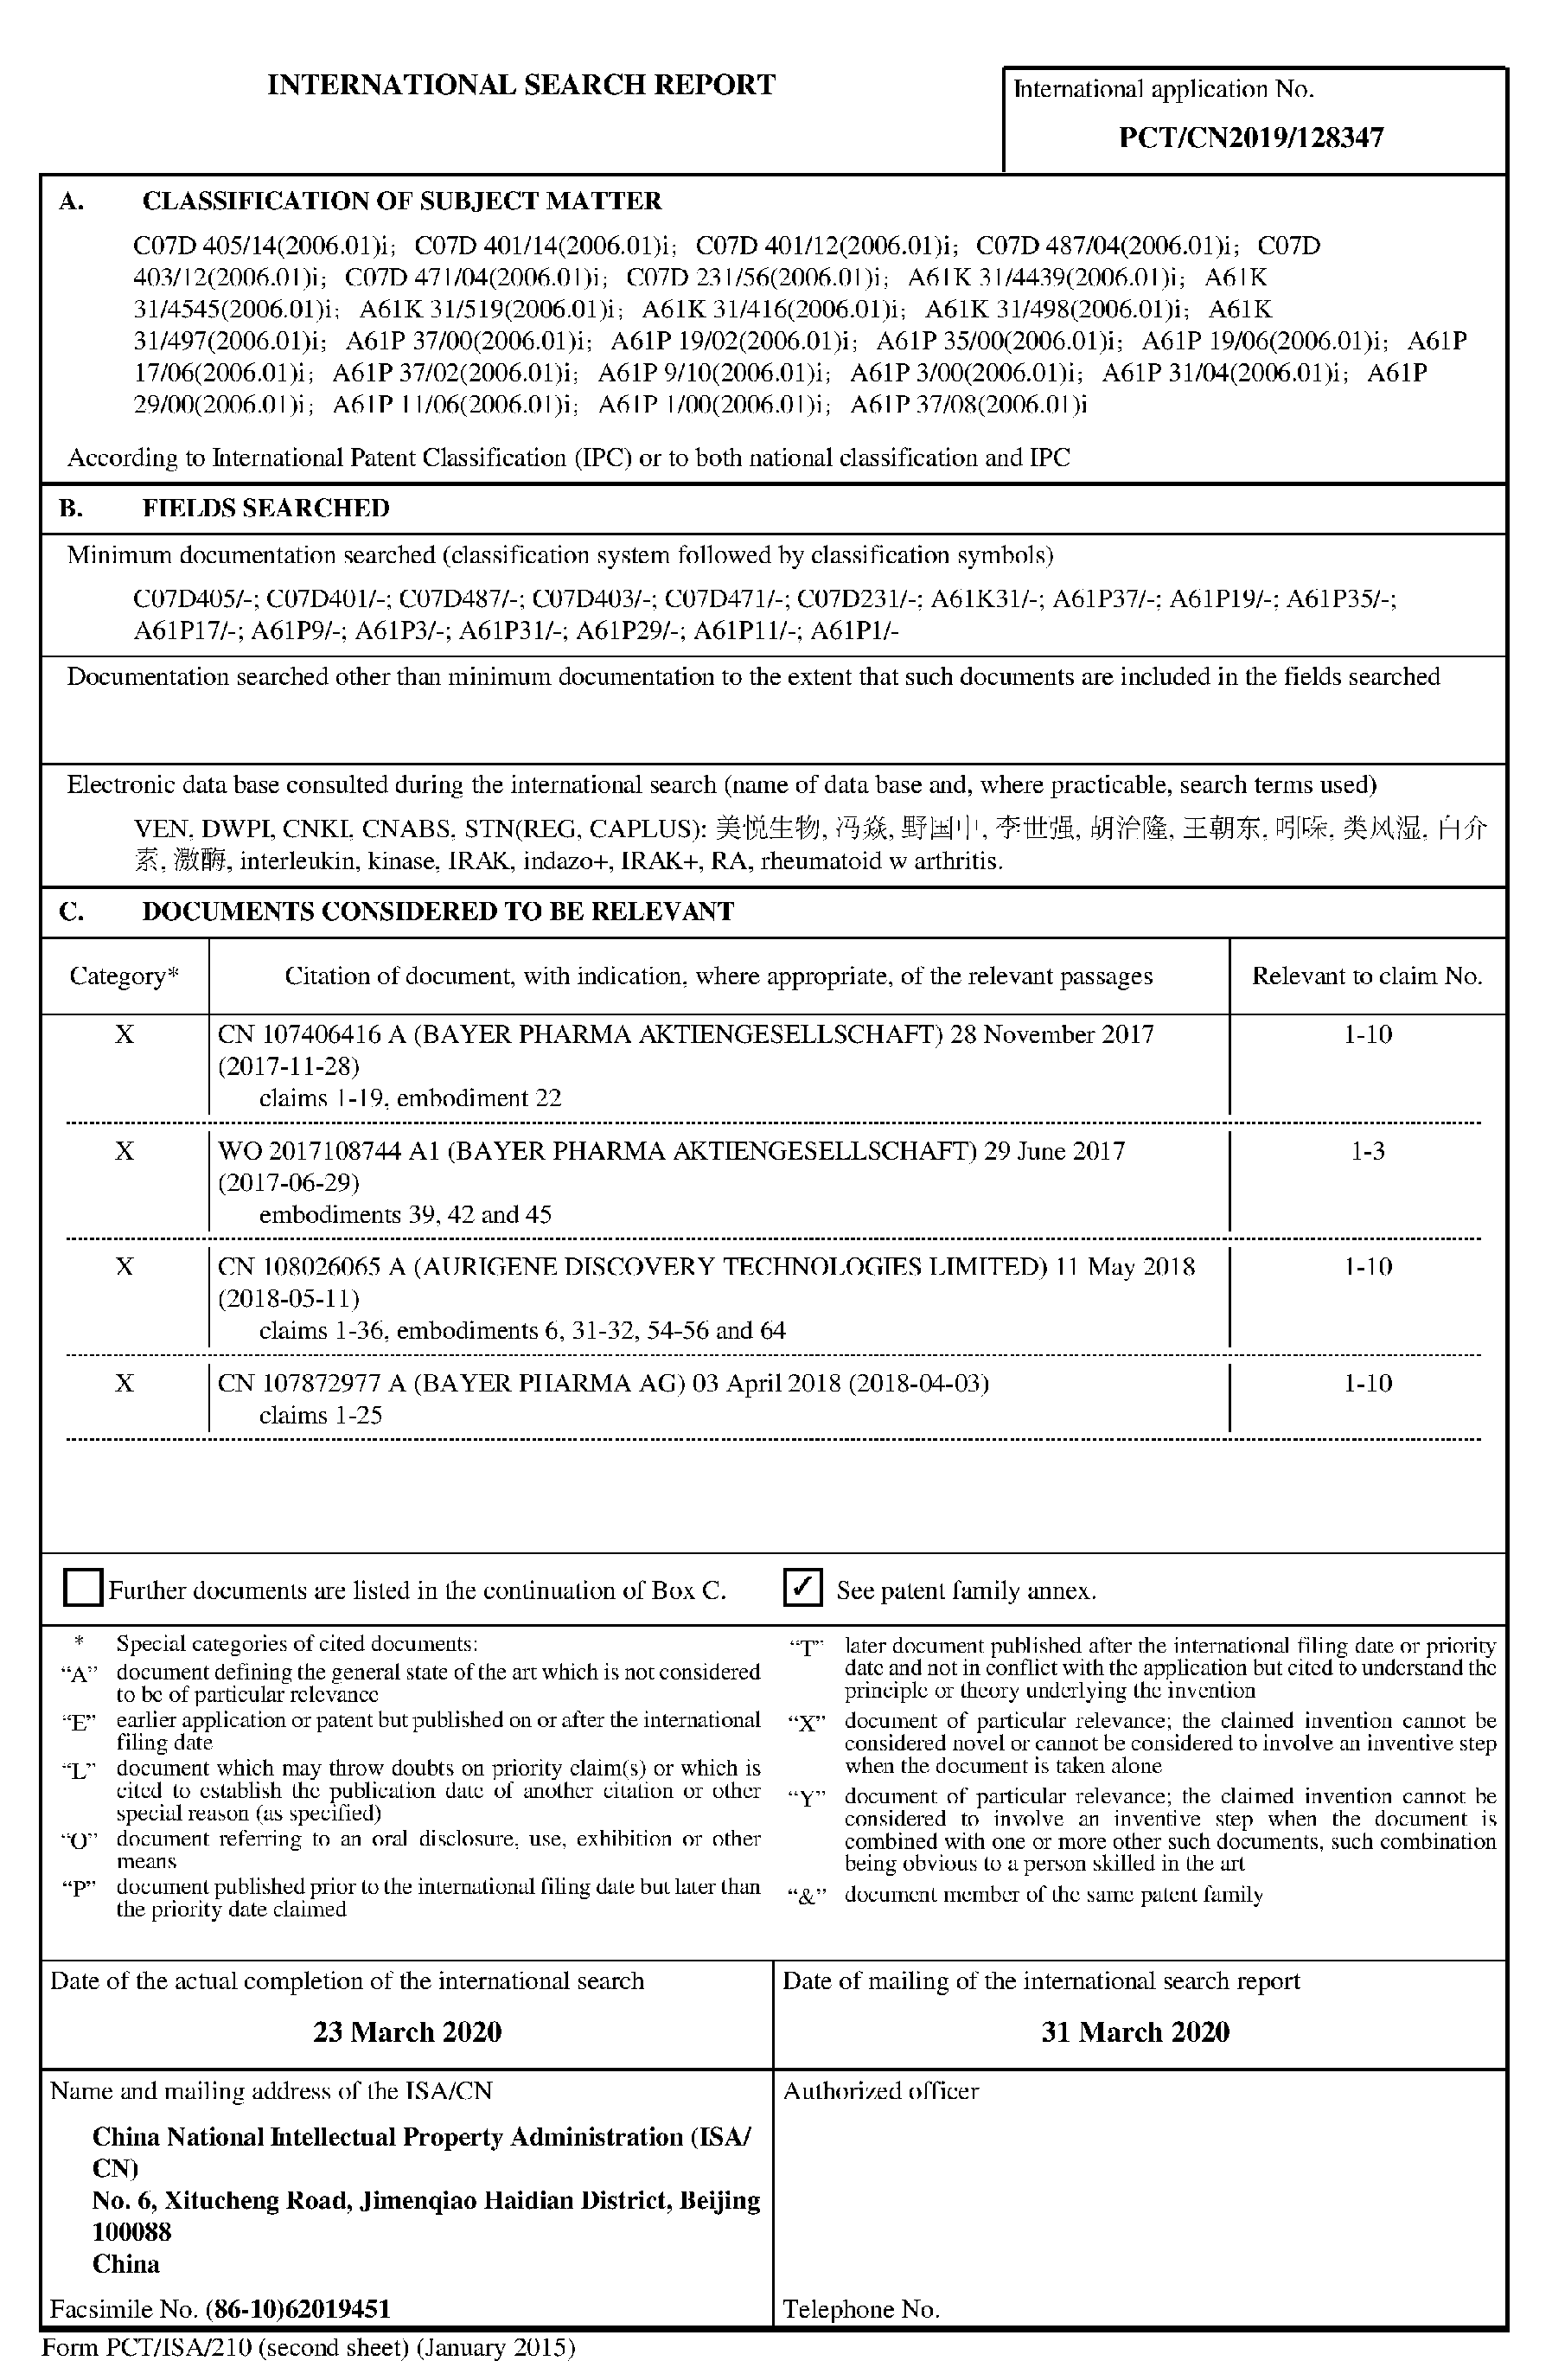 INTERNATIONAL SEARCH REPORT
International application No.
PCT/CN2019/128347
A. CLASSIFICATION OF SUBJECT MATTER
C07D 405/14(2006.01)i; C07D 401/14(2006.01)i; C07D 401/12(2006.01)i; C07D 487/04(2006.01)i; C07D
403/12(2006.01)i; C07D 471/04(2006.01)i; C07D 231/56(2006.01)i; A61K 31/4439(2006.01)i; A61K
31/4545(2006.01)i; A61K 31/519(2006.01)i; A61K 31/416(2006.01)i; A61K 31/498(2006.01)i; A61K
31/497(2006.01)i; A61P 37/00(2006.01)i; A61P 19/02(2006.01)i; A61P 35/00(2006.01)i; A61P 19/06(2006.01)i; A61P
17/06(2006.01)i; A61P 37/02(2006.01)i; A61P 9/10(2006.01)i; A61P 3/00(2006.01)i; A61P 31/04(2006.01)i; A61P
29/00(2006.01)i; A61P 11/06(2006.01)i; A61P 1/00(2006.01)i; A61P 37/08(2006.01)i
According to International Patent Classification (IPC) or to both national classification and IPC
B. FIELDS SEARCHED
Minimum documentation searched (classification system followed by classification symbols)
C07D405/-; C07D401/-; C07D487/-; C07D403/-; C07D471/-; C07D231/-; A61K31/-; A61P37/-; A61P19/-; A61P35/-;
A61P17/-; A61P9/-; A61P3/-; A61P31/-; A61P29/-; A61P11/-; A61P1/-
Documentation searched other than minimum documentation to the extent that such documents are included in the fields searched
Electronic data base consulted during the international search (name of data base and, where practicable, search terms used)
VEN, DWPI, CNKI, CNABS, STN(REG, CAPLUS): 美悦生物, 冯焱, 野国中, 李世强, 胡治隆, 王朝东, 吲哚, 类风湿, 白介
素, 激酶, interleukin, kinase, IRAK, indazo+, IRAK+, RA, rheumatoid w arthritis.
C. DOCUMENTS CONSIDERED TO BE RELEVANT
Category* Citation of document, with indication, where appropriate, of the relevant passages Relevant to claim No.
X CN 107406416 A (BAYER PHARMA AKTIENGESELLSCHAFT) 28 November 2017 1-10
(2017-11-28)
claims 1-19, embodiment 22
X WO 2017108744 A1 (BAYER PHARMA AKTIENGESELLSCHAFT) 29 June 2017 1-3
(2017-06-29)
embodiments 39, 42 and 45
X CN 108026065 A (AURIGENE DISCOVERY TECHNOLOGIES LIMITED) 11 May 2018 1-10
(2018-05-11)
claims 1-36, embodiments 6, 31-32, 54-56 and 64
X CN 107872977 A (BAYER PHARMA AG) 03 April 2018 (2018-04-03) 1-10
claims 1-25
Further documents are listed in the continuation of Box C.
✓ See patent family annex.
* Special categories of cited documents:
“A” document defining the general state of the art which is not considered
to be of particular relevance
“E” earlier application or patent but published on or after the international
filing date
“L” document which may throw doubts on priority claim(s) or which is
cited to establish the publication date of another citation or other
special reason (as specified)
“O” document referring to an oral disclosure, use, exhibition or other
means
“P” document published prior to the international filing date but later than
the priority date claimed
“T” later document published after the international filing date or priority
date and not in conflict with the application but cited to understand the
principle or theory underlying the invention
“X” document of particular relevance; the claimed invention cannot be
considered novel or cannot be considered to involve an inventive step
when the document is taken alone
“Y” document of particular relevance; the claimed invention cannot be
considered to involve an inventive step when the document is
combined with one or more other such documents, such combination
being obvious to a person skilled in the art
“&” document member of the same patent family
Date of the actual completion of the international search
23 March 2020
Date of mailing of the international search report
31 March 2020
Name and mailing address of the ISA/CN
China National Intellectual Property Administration (ISA/
CN)
No. 6, Xitucheng Road, Jimenqiao Haidian District, Beijing
100088
China
Facsimile No. (86-10)62019451
Authorized officer
Telephone No.
Form PCT/ISA/210 (second sheet) (January 2015)